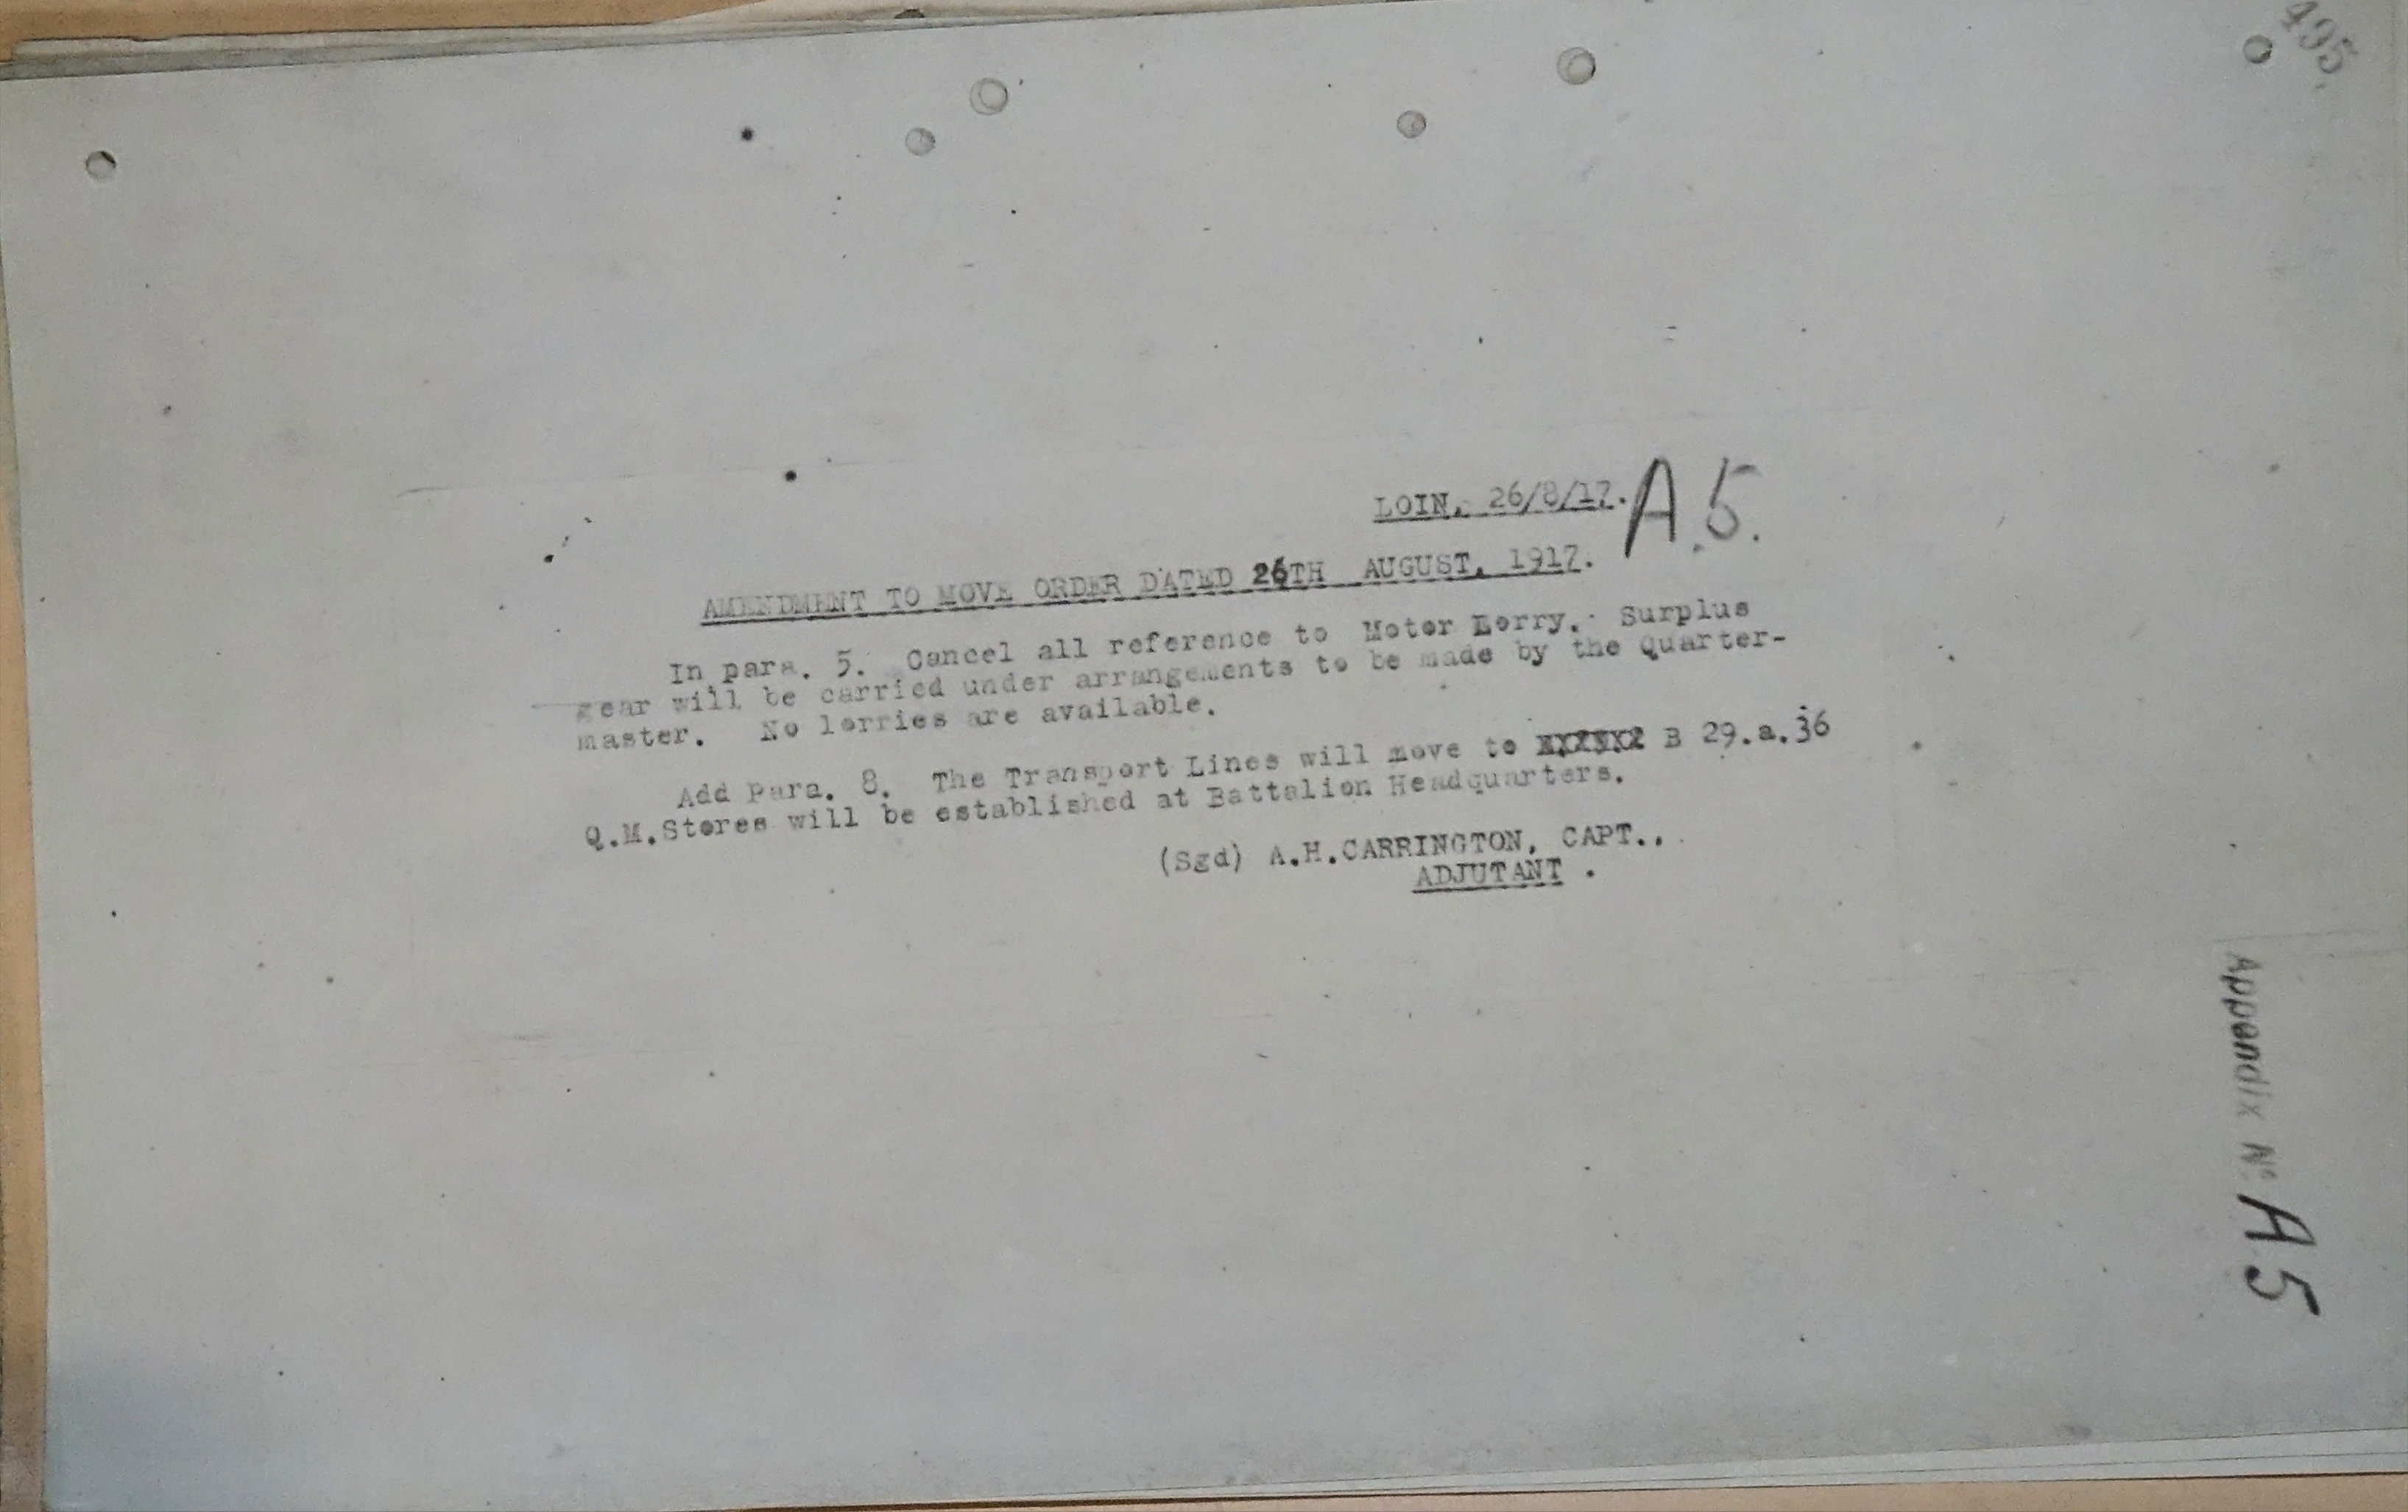 495.
LOIN. 26/8/17. A.5.
AMENDMENT TO MOVE ORDER DATED 26TH AUGUST. 1917.
In para. 5. Cancel all reference to Motor Lorry. Surplus
gear will be carried under arrangements to be made by the Quarter-
master. No lorries are available.
Add Para. 8. The Transport Lines will move to B 29.a.36
Q.M.Stores will be established at Battalion Headquarters.
(Sgd) A.H.CARRINGTON, CAPT..
ADJUTANT .
Appendix No A5